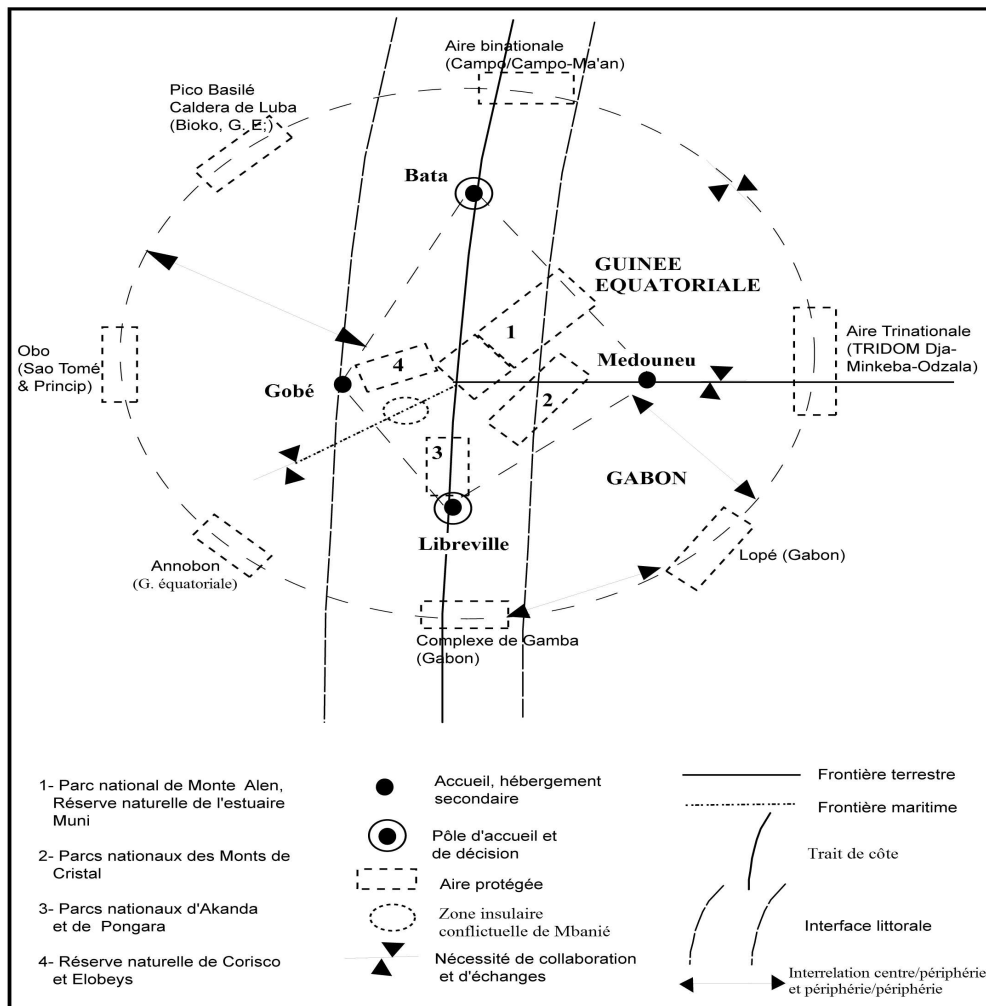 Aire binationale
(Campo/Campo-Ma'an)
Pico Basilé
Caldera de Luba
(Bioko, G. E;)
Bata
GUINEE
EQUATORIALE
1
Obo
(Sao Tomé
& Princip)
4
Medouneu
Aire Trinationale
(TRIDOM Dja-
Minkeba-Odzala)
Gobé
2
3
GABON
Libreville
Annobon
(G. équatoriale)
Lopé (Gabon)
Complexe de Gamba
(Gabon)
1- Parc national de Monte Alen,
Réserve naturelle de l'estuaire
Muni
2- Parcs nationaux des Monts de
Cristal
3- Parcs nationaux d'Akanda
et de Pongara
4- Réserve naturelle de Corisco
et Elobeys
Accueil, hébergement
secondaire
Pôle d'accueil et
de décision
Aire protégée
Zone insulaire
conflictuelle de Mbanié
Nécessité de collaboration
et d'échanges
Frontière terrestre
Frontière maritime
Trait de côte
Interface littorale
Interrelation centre/périphérie
et périphérie/périphérie